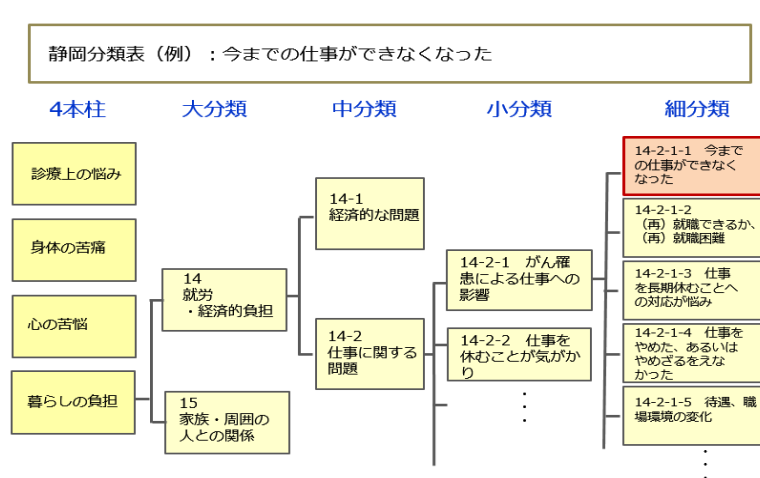 静岡分類表（例）：今までの仕事ができなくなった
4本柱
大分類
中分類
小分類
細分類
診療上の悩み
身体の苦痛
心の苦悩
暮らしの負担
14
就労
・経済的負担
15
家族・周囲の
人との関係
14-1
経済的な問題
14-2
仕事に関する
問題
14-2-1　がん罹
患による仕事への
影響
14-2-2　仕事を
休むことが気がか
り
・
・
・
14-2-1-1　今まで
の仕事ができなく
なった
14-2-1-2
（再）就職できるか、
（再）就職困難
14-2-1-3　仕事
を長期休むことへ
の対応が悩み
14-2-1-4　仕事を
やめた、あるいは
やめざるをえな
かった
14-2-1-5　待遇、職
場環境の変化
・
・
・